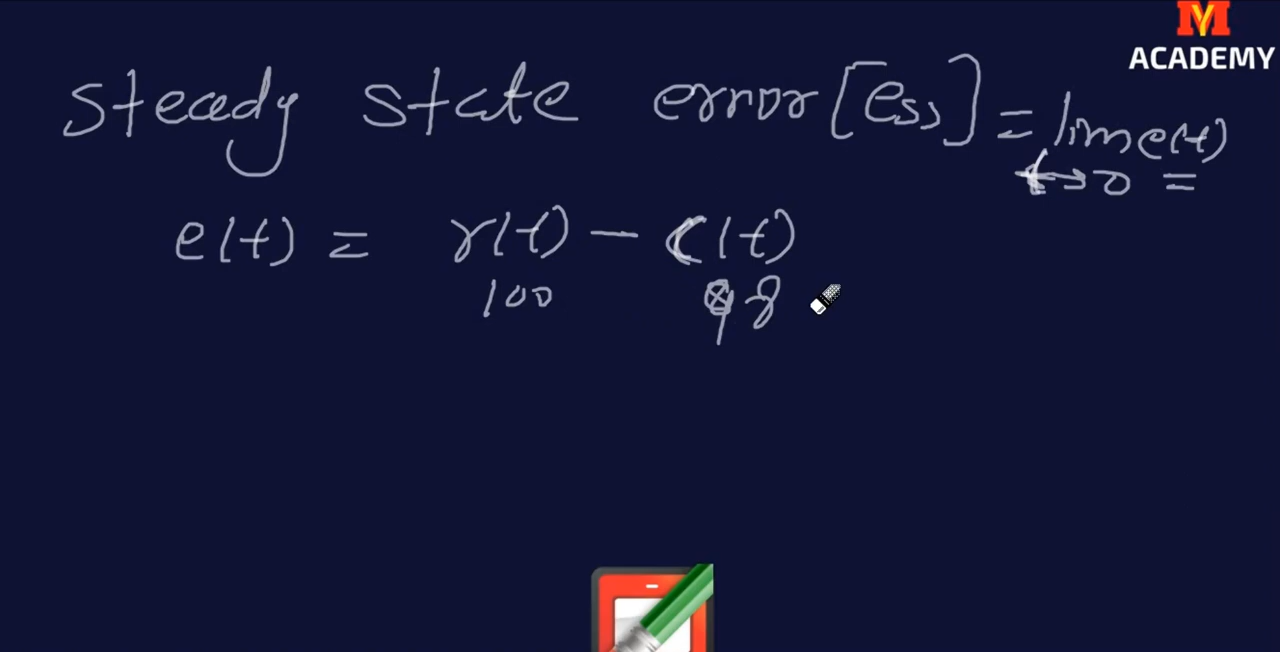 M
ACADEMY
Steady state error [ess] = lim e(t)
t→0 =
e(t) = r(t) - c(t)
100 98